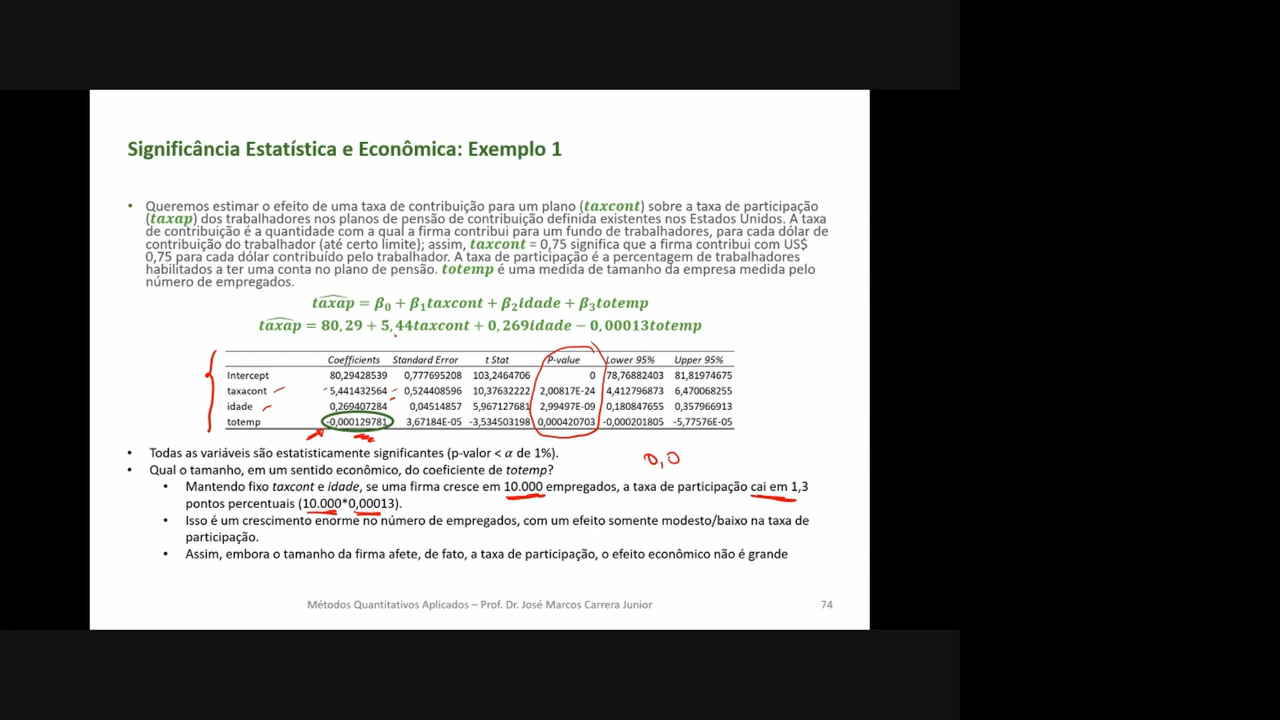 Significância Estatística e Econômica: Exemplo 1
• Queremos estimar o efeito de uma taxa de contribuição para um plano (taxcont) sobre a taxa de participação
(taxap) dos trabalhadores nos planos de pensão de contribuição definida existentes nos Estados Unidos. A taxa
de contribuição é a quantidade com a qual a firma contribui para um fundo de trabalhadores, para cada dólar de
contribuição do trabalhador (até certo limite); assim, taxcont = 0,75 significa que a firma contribui com US$
0,75 para cada dólar contribuído pelo trabalhador. A taxa de participação é a percentagem de trabalhadores
habilitados a ter uma conta no plano de pensão. totemp é uma medida de tamanho da empresa medida pelo
número de empregados.
t̂axap = β₀ + β₁taxcont + β₂idade + β₃totemp
t̂axap = 80,29 + 5,44taxcont + 0,269idade − 0,00013totemp
Coefficients Standard Error t Stat P-value Lower 95% Upper 95%
Intercept 80,29428539 0,777695208 103,2464706 0 78,76882403 81,81974675
taxacont 5,441432564 0,524408596 10,37632222 2,00817E-24 4,412796873 6,470068255
idade 0,269407284 0,04514857 5,967127681 2,99497E-09 0,180847655 0,357966913
totemp -0,000129781 3,67184E-05 -3,534503198 0,000420703 -0,000201805 -5,77576E-05
• Todas as variáveis são estatisticamente significantes (p-valor < α de 1%).
0,0
• Qual o tamanho, em um sentido econômico, do coeficiente de totemp?
• Mantendo fixo taxcont e idade, se uma firma cresce em 10.000 empregados, a taxa de participação cai em 1,3
pontos percentuais (10.000*0,00013).
• Isso é um crescimento enorme no número de empregados, com um efeito somente modesto/baixo na taxa de
participação.
• Assim, embora o tamanho da firma afete, de fato, a taxa de participação, o efeito econômico não é grande
Métodos Quantitativos Aplicados – Prof. Dr. José Marcos Carrera Junior 74